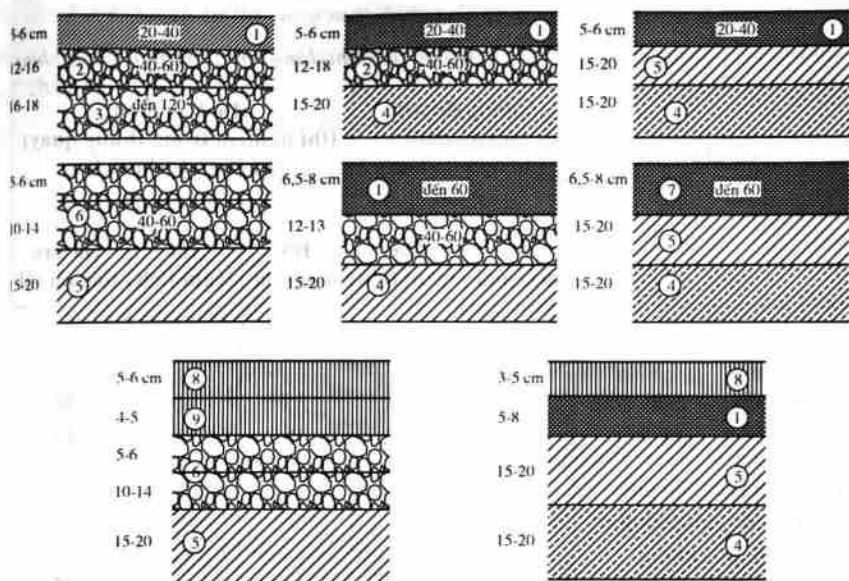 5-6 cm 20-40 1
12-16 2 40-60
16-18 3 đến 120
5-6 cm 20-40 1
12-18 2 40-60
15-20 4
5-6 cm 20-40 1
15-20 5
15-20 4
5-6 cm
10-14 6 40-60
15-20 5
6,5-8 cm 1 đến 60
12-13 40-60
15-20 4
6,5-8 cm 7 đến 60
15-20 5
15-20 4
5-6 cm 8
4-5 9
5-6
6
10-14
15-20 5
3-5 cm 8
5-8 1
15-20 5
15-20 4